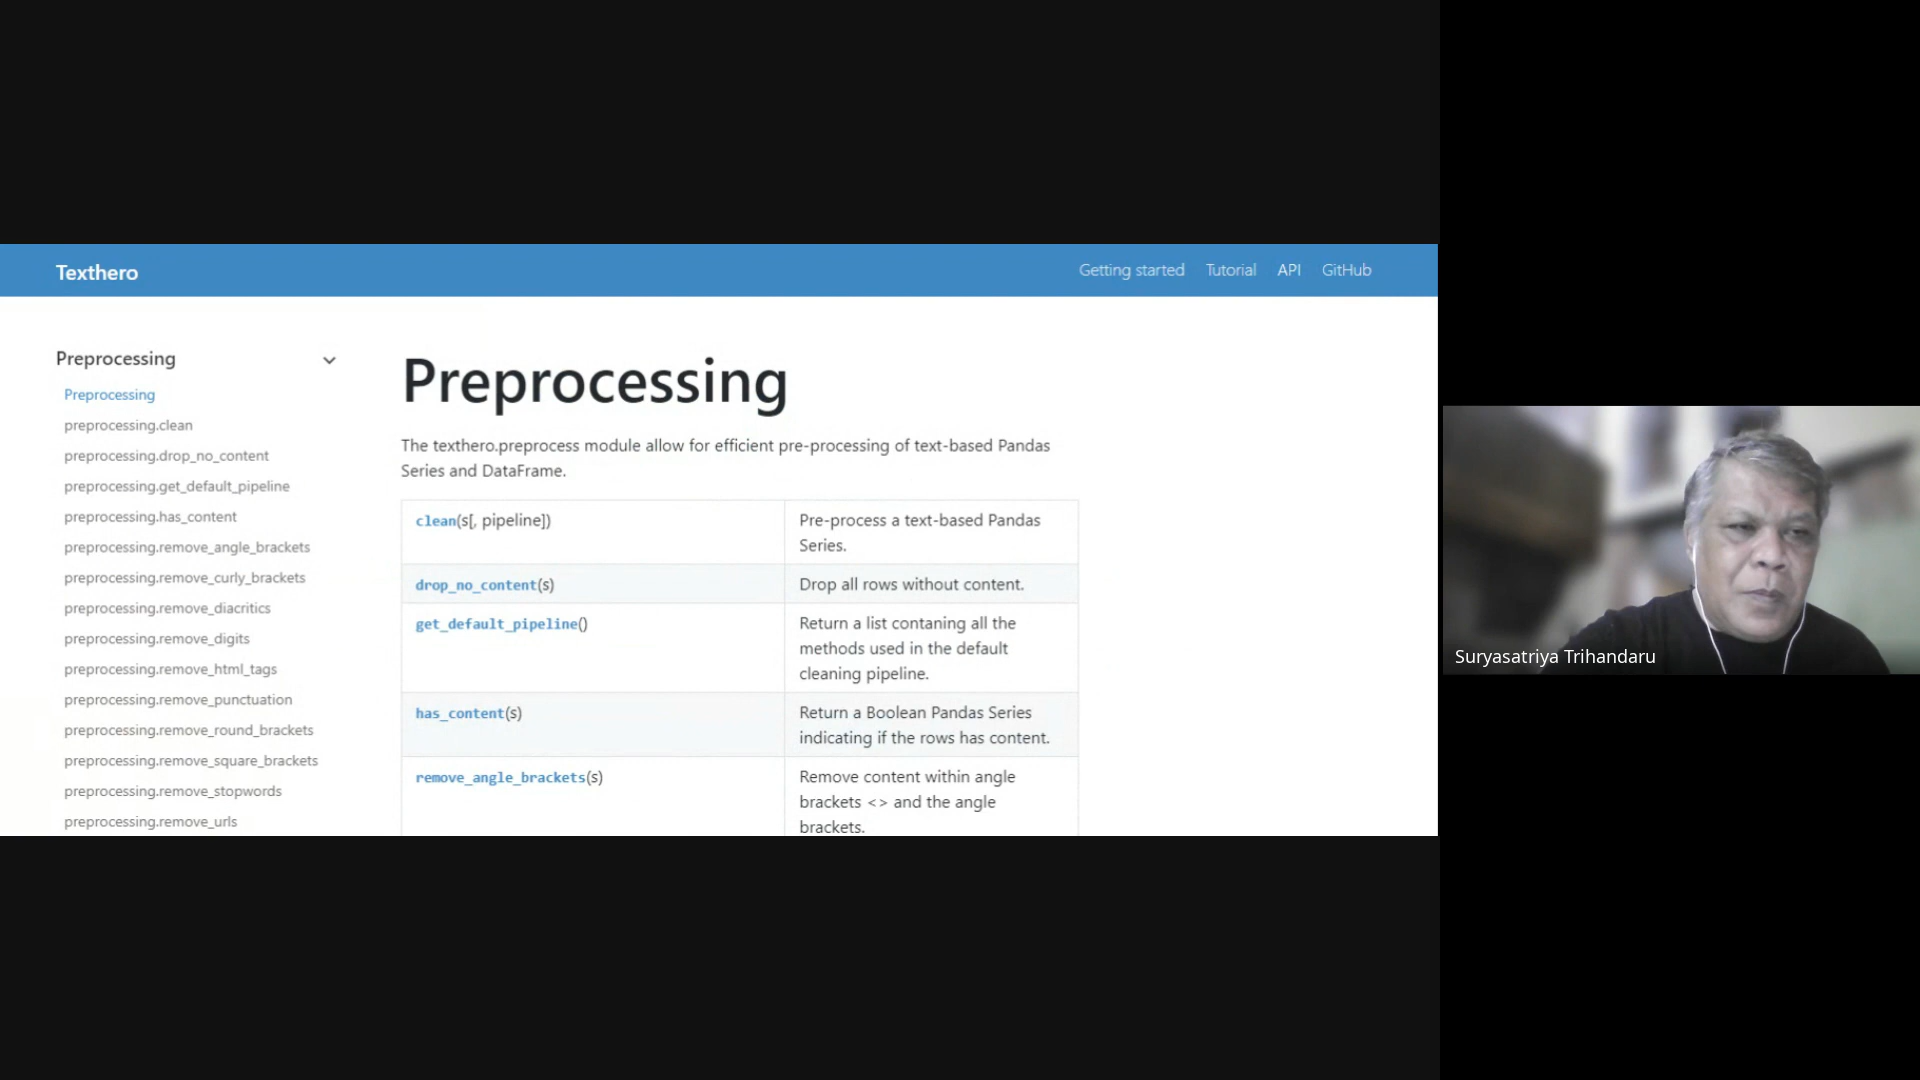 Texthero
Getting started Tutorial API GitHub
Preprocessing
Preprocessing
preprocessing.clean
preprocessing.drop_no_content
preprocessing.get_default_pipeline
preprocessing.has_content
preprocessing.remove_angle_brackets
preprocessing.remove_curly_brackets
preprocessing.remove_diacritics
preprocessing.remove_digits
preprocessing.remove_html_tags
preprocessing.remove_punctuation
preprocessing.remove_round_brackets
preprocessing.remove_square_brackets
preprocessing.remove_stopwords
preprocessing.remove_urls
Preprocessing
The texthero.preprocess module allow for efficient pre-processing of text-based Pandas
Series and DataFrame.
clean(s[, pipeline])
Pre-process a text-based Pandas
Series.
drop_no_content(s)
Drop all rows without content.
get_default_pipeline()
Return a list contaning all the
methods used in the default
cleaning pipeline.
has_content(s)
Return a Boolean Pandas Series
indicating if the rows has content.
remove_angle_brackets(s)
Remove content within angle
brackets <> and the angle
brackets.
Suryasatriya Trihandaru